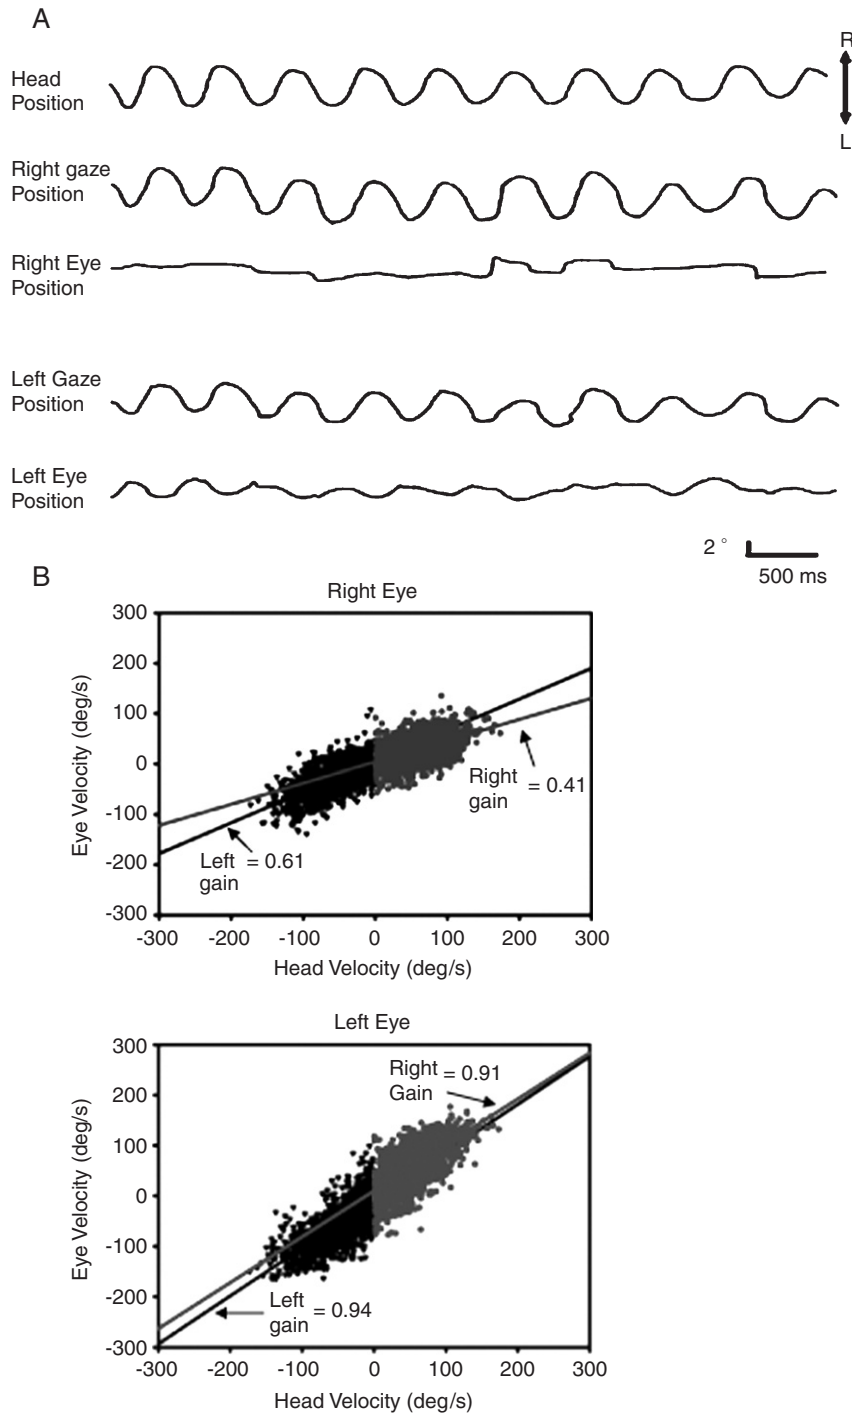 A
R
Head
Position
L
Right gaze
Position
Right Eye
Position
Left Gaze
Position
Left Eye
Position
2 °
500 ms
B
Right Eye
300
200
100
0
-100
-200
-300
Eye Velocity (deg/s)
Right
gain = 0.41
Left
gain = 0.61
-300 -200 -100 0 100 200 300
Head Velocity (deg/s)
Left Eye
300
200
100
0
-100
-200
-300
Eye Velocity (deg/s)
Right
Gain = 0.91
Left
gain = 0.94
-300 -200 -100 0 100 200 300
Head Velocity (deg/s)